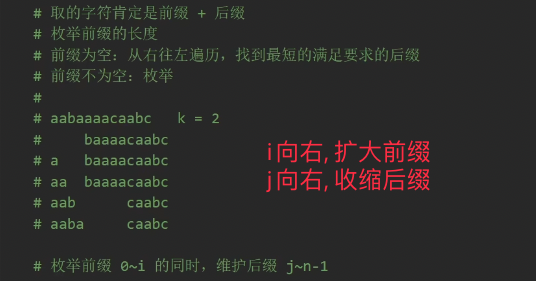 # 取的字符肯定是前缀 + 后缀
# 枚举前缀的长度
# 前缀为空：从右往左遍历，找到最短的满足要求的后缀
# 前缀不为空：枚举
#
# aabaaaacaabc   k = 2
#     baaaacaabc
# a   baaaacaabc
# aa  baaaacaabc
# aab      caabc
# aaba     caabc
i向右,扩大前缀
j向右,收缩后缀
# 枚举前缀 0~i 的同时，维护后缀 j~n-1